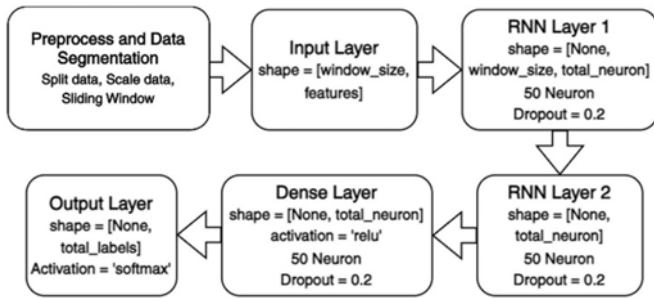 Preprocess and Data
Segmentation
Split data, Scale data,
Sliding Window
Input Layer
shape = [window_size,
features]
RNN Layer 1
shape = [None,
window_size, total_neuron]
50 Neuron
Dropout = 0.2
RNN Layer 2
shape = [None,
total_neuron]
50 Neuron
Dropout = 0.2
Dense Layer
shape = [None, total_neuron]
activation = 'relu'
50 Neuron
Dropout = 0.2
Output Layer
shape = [None,
total_labels]
Activation = 'softmax'